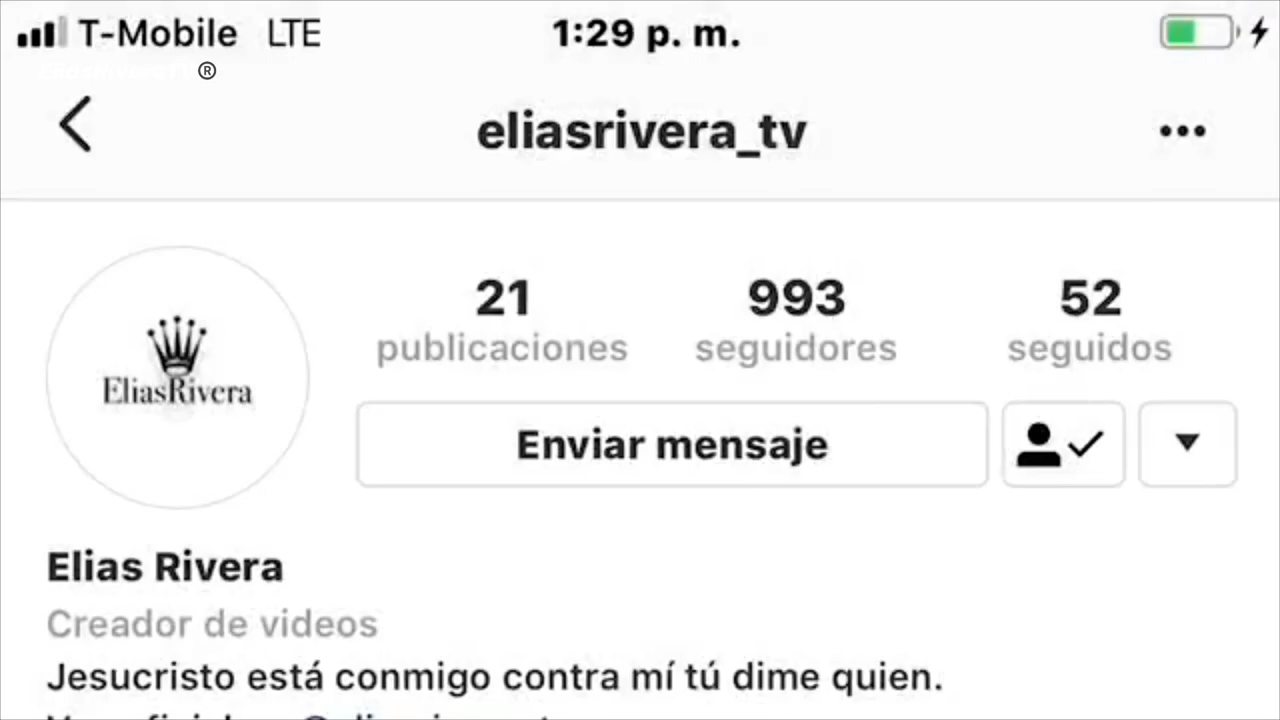 T-Mobile LTE 1:29 p. m.
®
eliasrivera_tv
21 993 52
publicaciones seguidores seguidos
EliasRivera
Enviar mensaje
Elias Rivera
Creador de videos
Jesucristo está conmigo contra mí tú dime quien.